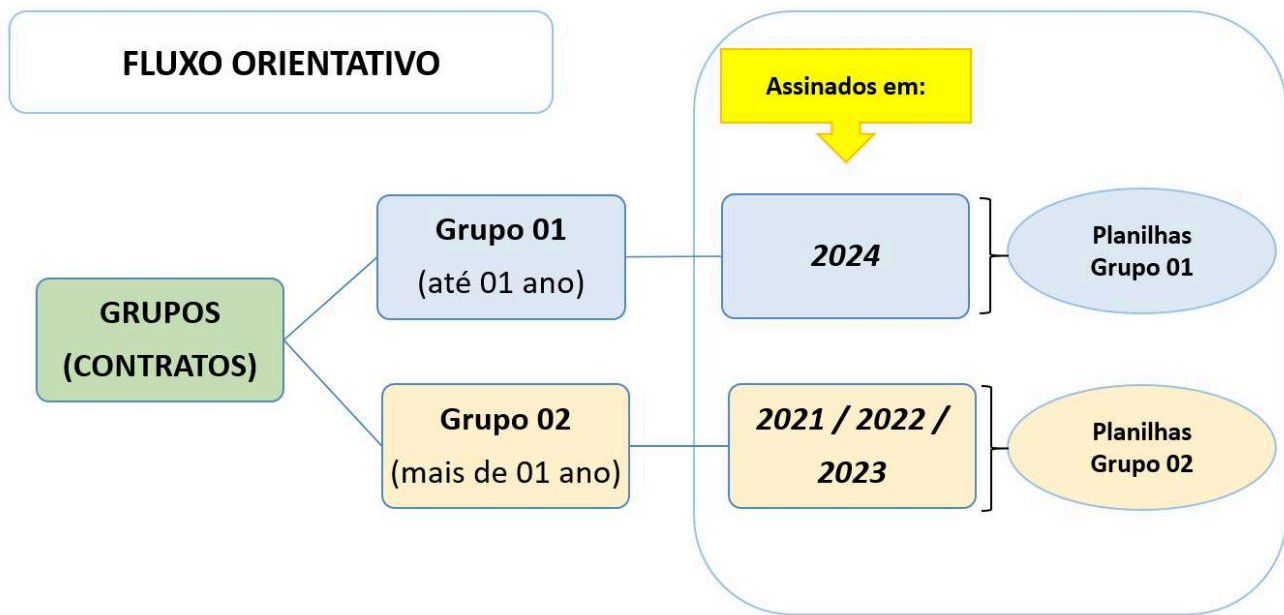 FLUXO ORIENTATIVO
Assinados em:
Grupo 01
(até 01 ano)
2024
Planilhas
Grupo 01
GRUPOS
(CONTRATOS)
Grupo 02
(mais de 01 ano)
2021 / 2022 /
2023
Planilhas
Grupo 02